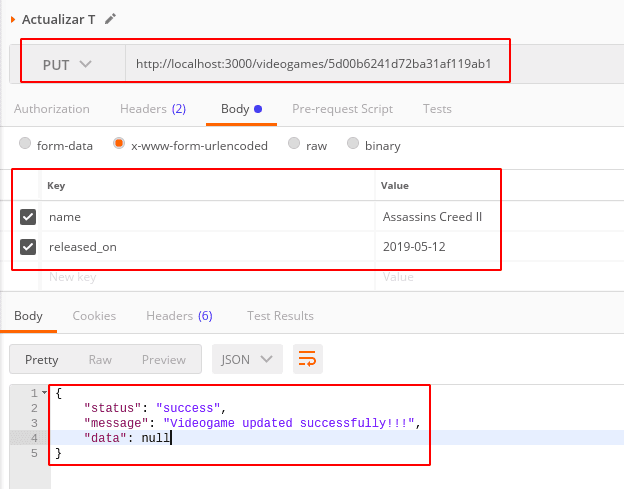 Actualizar T
PUT http://localhost:3000/videogames/5d00b6241d72ba31af119ab1
Authorization Headers (2) Body Pre-request Script Tests
form-data x-www-form-urlencoded raw binary
Key Value
name Assassins Creed II
released_on 2019-05-12
New key Value
Body Cookies Headers (6) Test Results
Pretty Raw Preview JSON
1 {
2 "status": "success",
3 "message": "Videogame updated successfully!!!",
4 "data": null
5 }